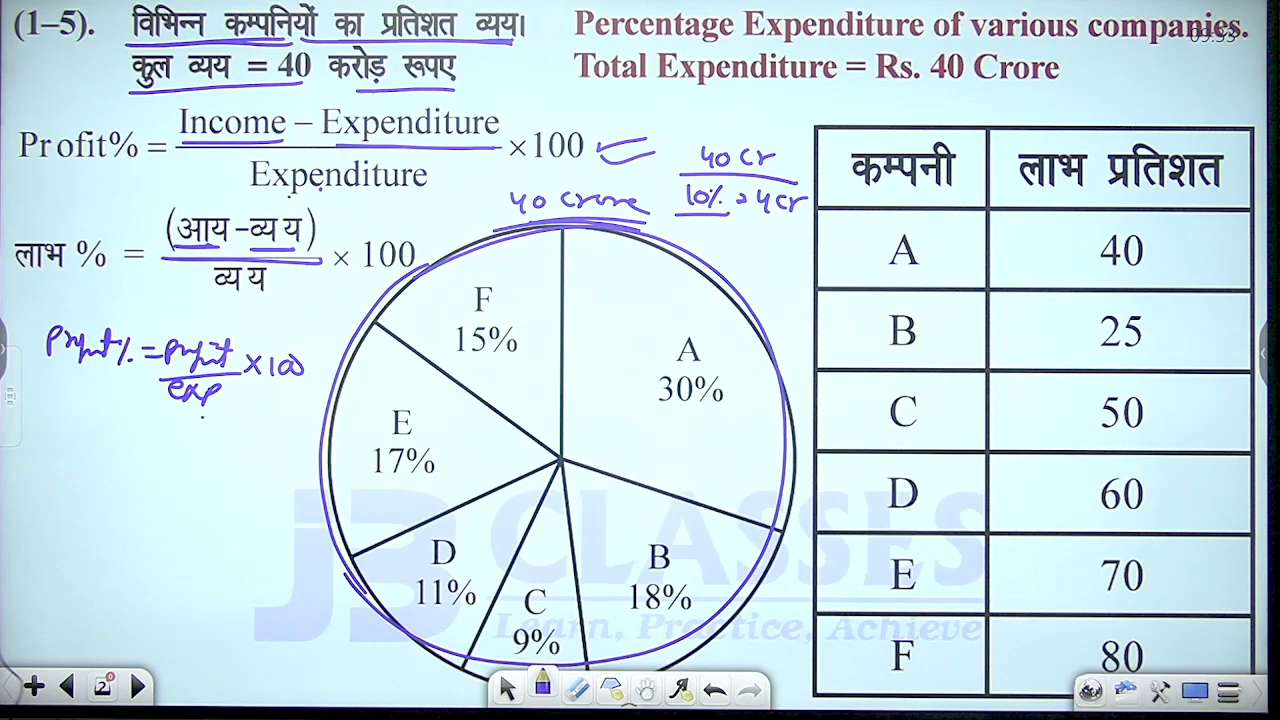 (1–5). विभिन्न कम्पनियों का प्रतिशत व्यय।
कुल व्यय = 40 करोड़ रूपए
Percentage Expenditure of various companies.
Total Expenditure = Rs. 40 Crore
Profit% = Income – Expenditure / Expenditure ×100
लाभ % = (आय -व्यय) / व्यय × 100
Profit% = Profit / exp ×100
40 Crore
40 Cr
10% = 4 Cr
F
15%
A
30%
E
17%
D
11%
C
9%
B
18%
कम्पनी लाभ प्रतिशत
A 40
B 25
C 50
D 60
E 70
F 80
JB CLASSES
Learn, Practice, Achieve
2